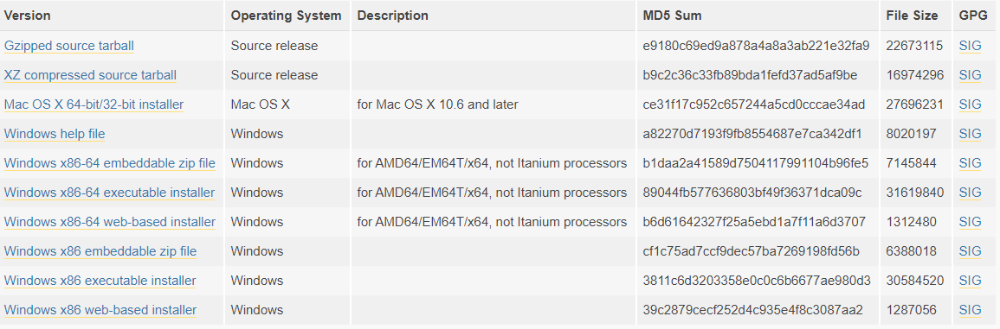 Version Operating System Description MD5 Sum File Size GPG
Gzipped source tarball Source release e9180c69ed9a878a4a8a3ab221e32fa9 22673115 SIG
XZ compressed source tarball Source release b9c2c36c33fb89bda1fefd37ad5af9be 16974296 SIG
Mac OS X 64-bit/32-bit installer Mac OS X for Mac OS X 10.6 and later ce31f17c952c657244a5cd0cccae34ad 27696231 SIG
Windows help file Windows a82270d7193f9fb8554687e7ca342df1 8020197 SIG
Windows x86-64 embeddable zip file Windows for AMD64/EM64T/x64, not Itanium processors b1daa2a41589d7504117991104b96fe5 7145844 SIG
Windows x86-64 executable installer Windows for AMD64/EM64T/x64, not Itanium processors 89044fb577636803bf49f36371dca09c 31619840 SIG
Windows x86-64 web-based installer Windows for AMD64/EM64T/x64, not Itanium processors b6d61642327f25a5ebd1a7f11a6d3707 1312480 SIG
Windows x86 embeddable zip file Windows cf1c75ad7ccf9dec57ba7269198fd56b 6388018 SIG
Windows x86 executable installer Windows 3811c6d3203358e0c0c6b6677ae980d3 30584520 SIG
Windows x86 web-based installer Windows 39c2879cecf252d4c935e4f8c3087aa2 1287056 SIG